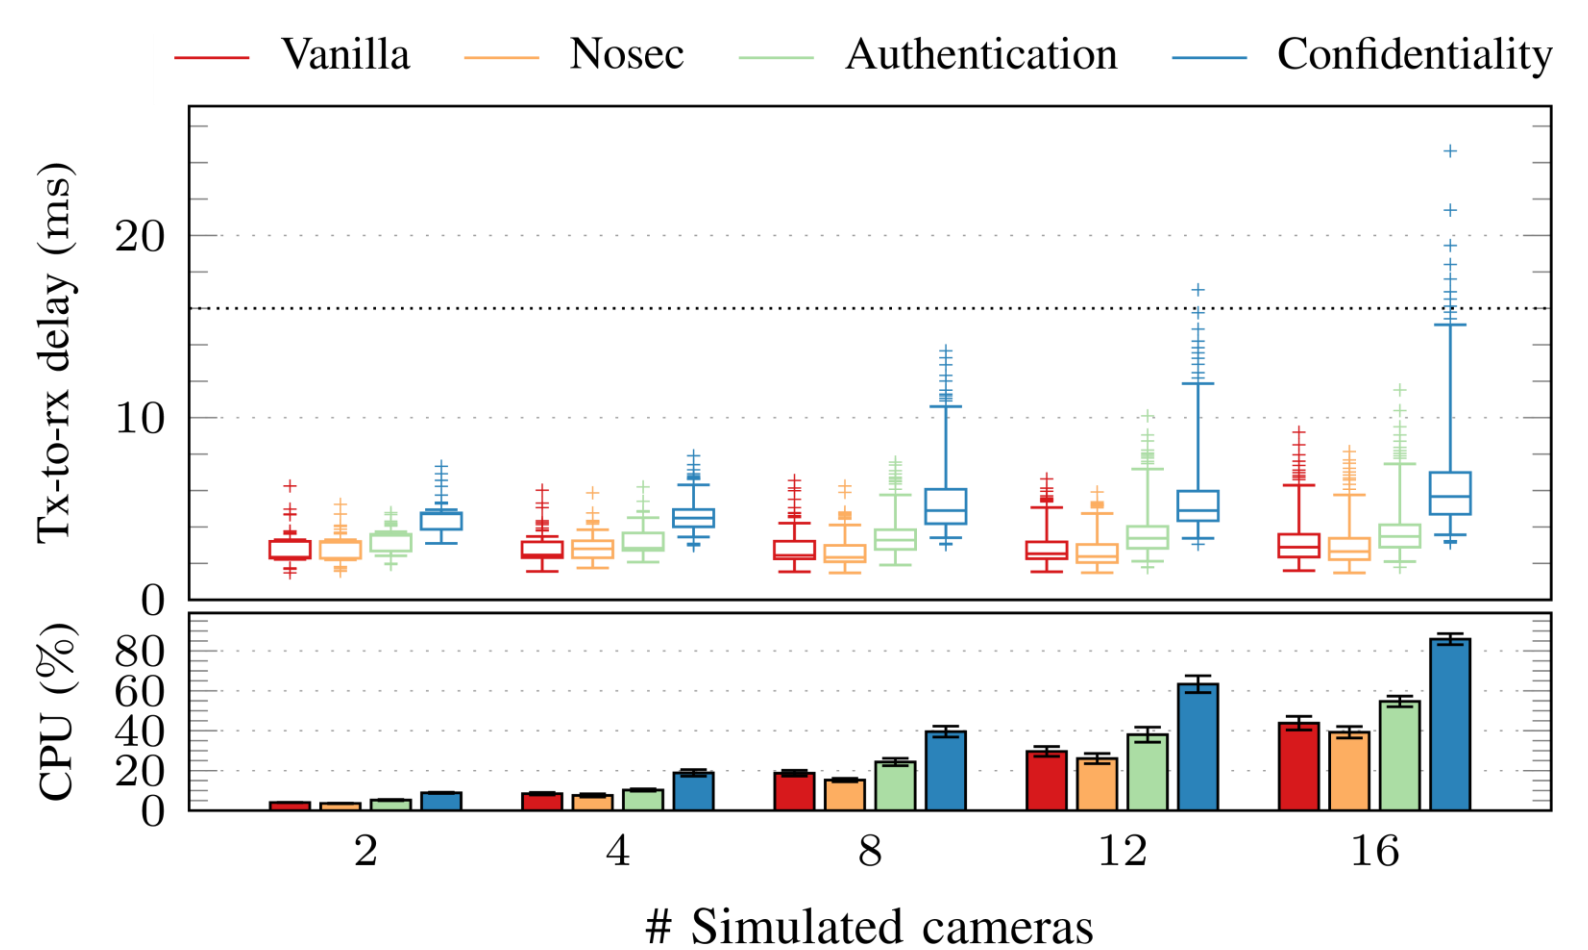 Vanilla Nosec Authentication Confidentiality
Tx-to-rx delay (ms)
20
10
0
CPU (%)
80
60
40
20
0
2 4 8 12 16
# Simulated cameras